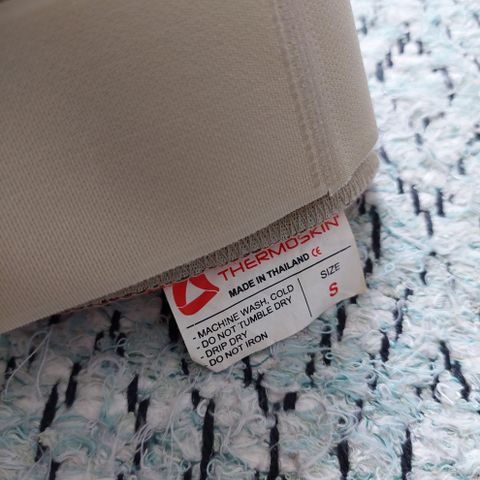 THERMOSKIN
MADE IN THAILAND CE
SIZE
S
- MACHINE WASH, COLD
- DO NOT TUMBLE DRY
- DRIP DRY
DO NOT IRON